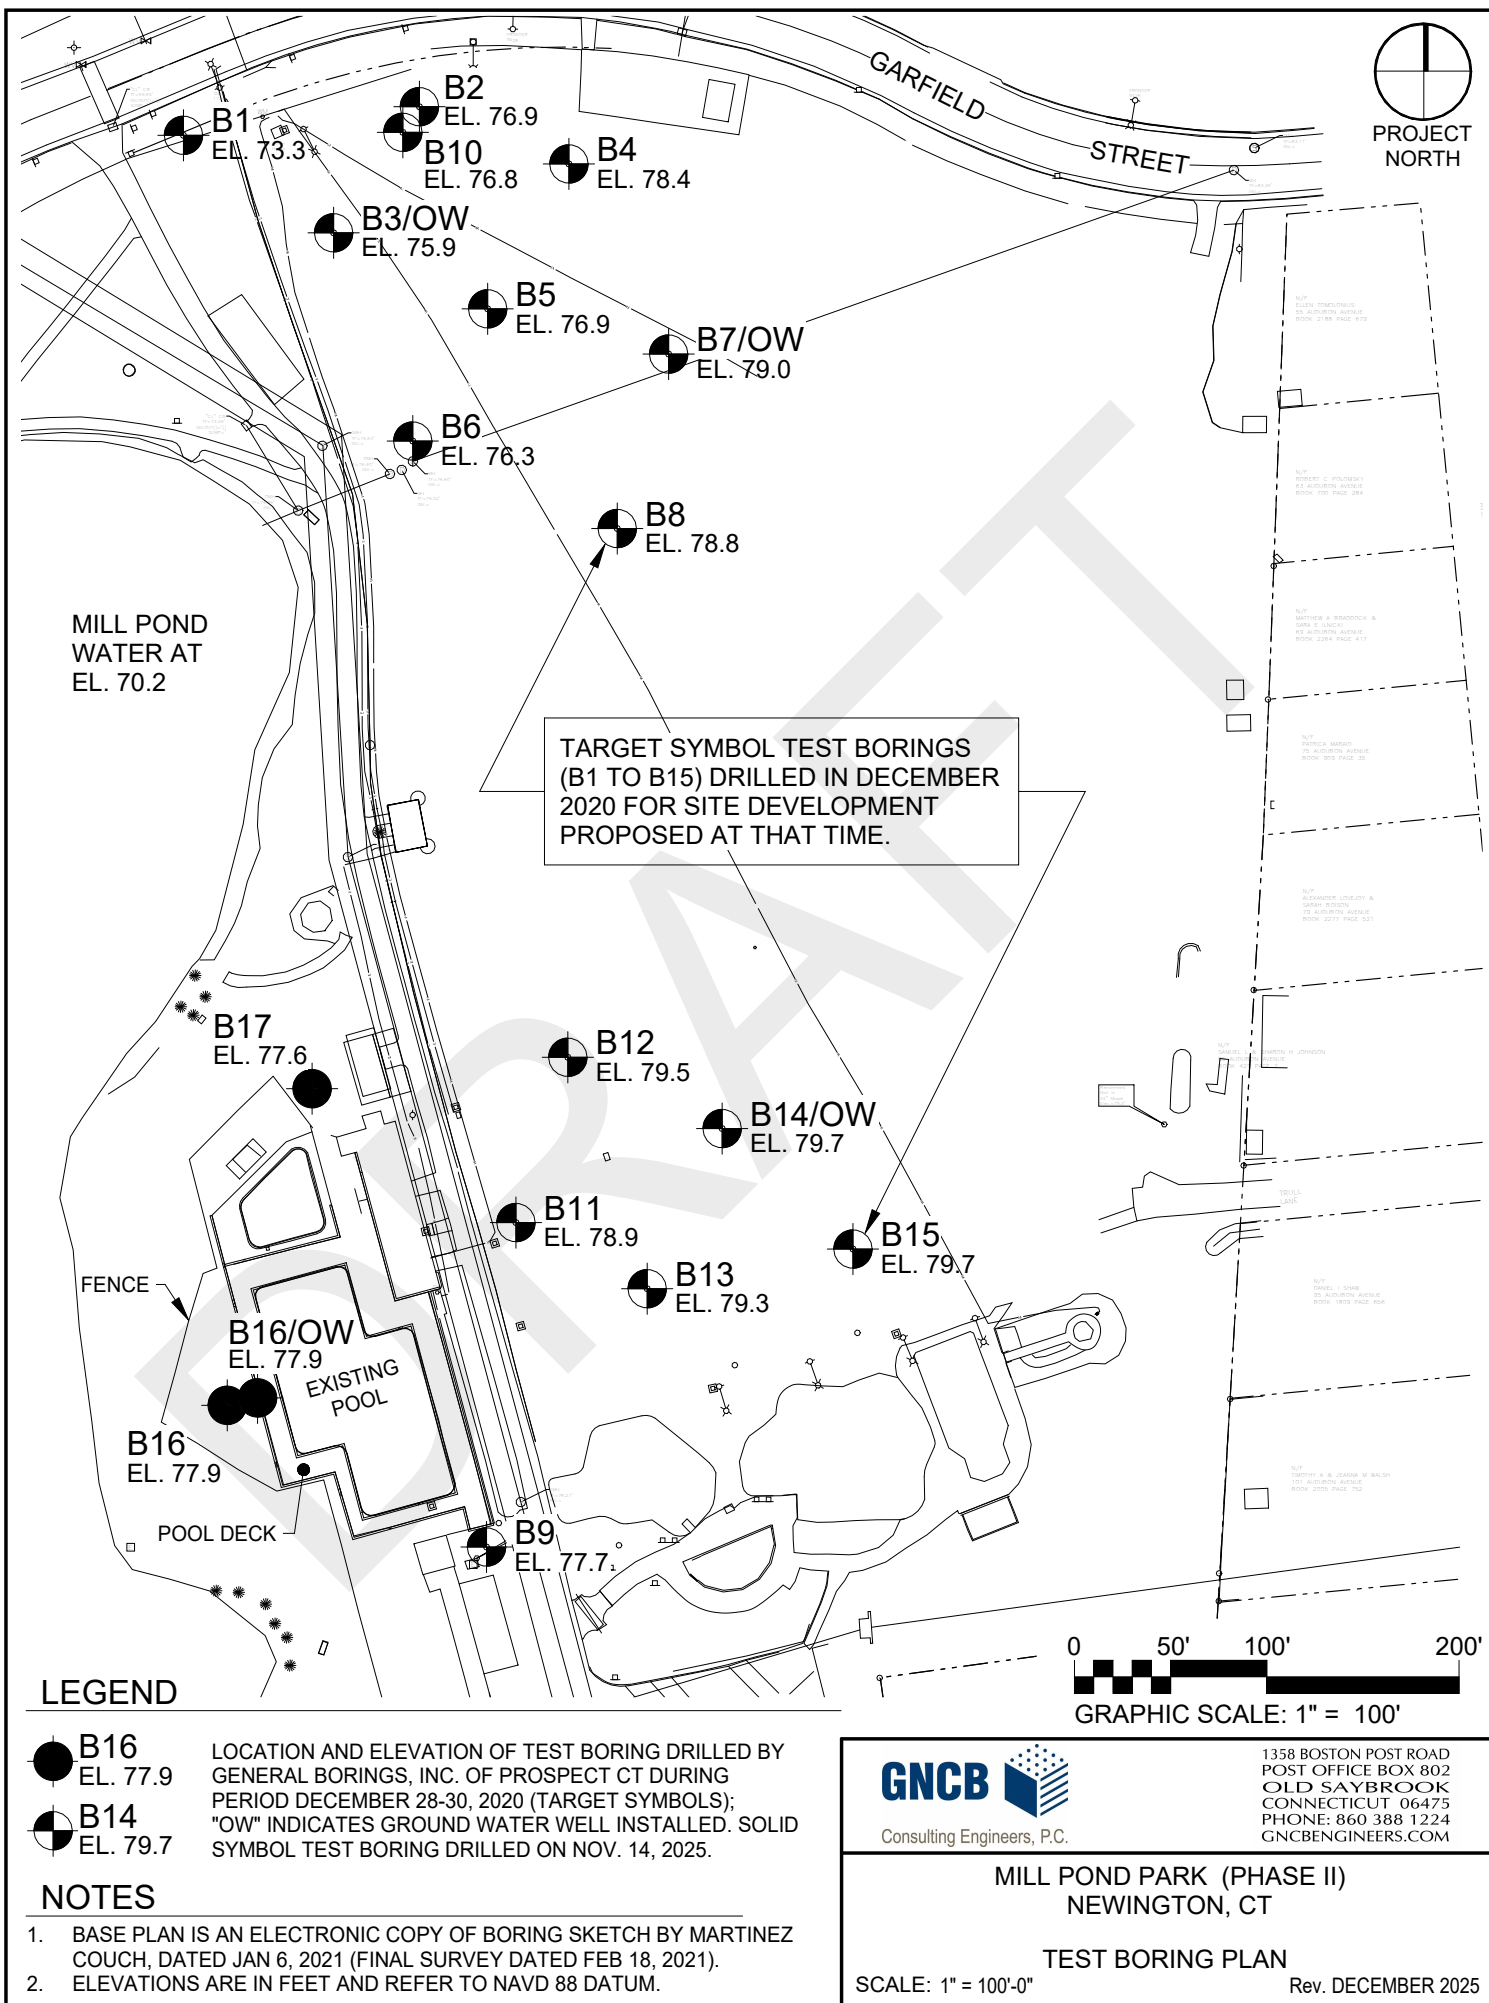 GARFIELD
STREET
PROJECT
NORTH
B1
EL. 73.3
B2
EL. 76.9
B10
EL. 76.8
B4
EL. 78.4
B3/OW
EL. 75.9
B5
EL. 76.9
B7/OW
EL. 79.0
B6
EL. 76.3
B8
EL. 78.8
MILL POND
WATER AT
EL. 70.2
TARGET SYMBOL TEST BORINGS
(B1 TO B15) DRILLED IN DECEMBER
2020 FOR SITE DEVELOPMENT
PROPOSED AT THAT TIME.
DRAFT
B17
EL. 77.6
B12
EL. 79.5
B14/OW
EL. 79.7
B11
EL. 78.9
B15
EL. 79.7
B13
EL. 79.3
FENCE
B16/OW
EL. 77.9
EXISTING
POOL
B16
EL. 77.9
POOL DECK
B9
EL. 77.7
TRULL
LANE
0 50' 100' 200'
GRAPHIC SCALE: 1" = 100'
LEGEND
B16
EL. 77.9
B14
EL. 79.7
LOCATION AND ELEVATION OF TEST BORING DRILLED BY
GENERAL BORINGS, INC. OF PROSPECT CT DURING
PERIOD DECEMBER 28-30, 2020 (TARGET SYMBOLS);
"OW" INDICATES GROUND WATER WELL INSTALLED. SOLID
SYMBOL TEST BORING DRILLED ON NOV. 14, 2025.
NOTES
1. BASE PLAN IS AN ELECTRONIC COPY OF BORING SKETCH BY MARTINEZ
COUCH, DATED JAN 6, 2021 (FINAL SURVEY DATED FEB 18, 2021).
2. ELEVATIONS ARE IN FEET AND REFER TO NAVD 88 DATUM.
GNCB
Consulting Engineers, P.C.
1358 BOSTON POST ROAD
POST OFFICE BOX 802
OLD SAYBROOK
CONNECTICUT 06475
PHONE: 860 388 1224
GNCBENGINEERS.COM
MILL POND PARK (PHASE II)
NEWINGTON, CT
TEST BORING PLAN
SCALE: 1" = 100'-0"
Rev. DECEMBER 2025